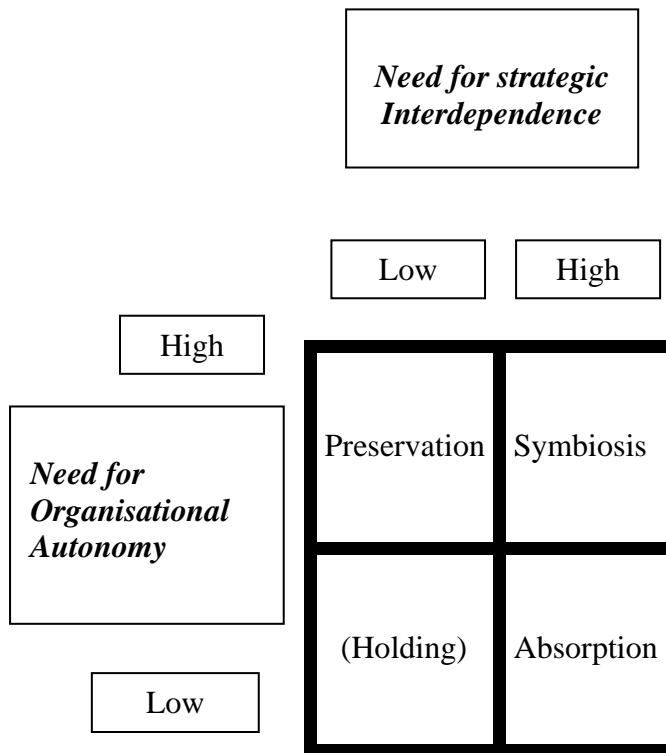 Need for strategic
Interdependence
Low
High
High
Preservation
Symbiosis
Need for
Organisational
Autonomy
(Holding)
Absorption
Low